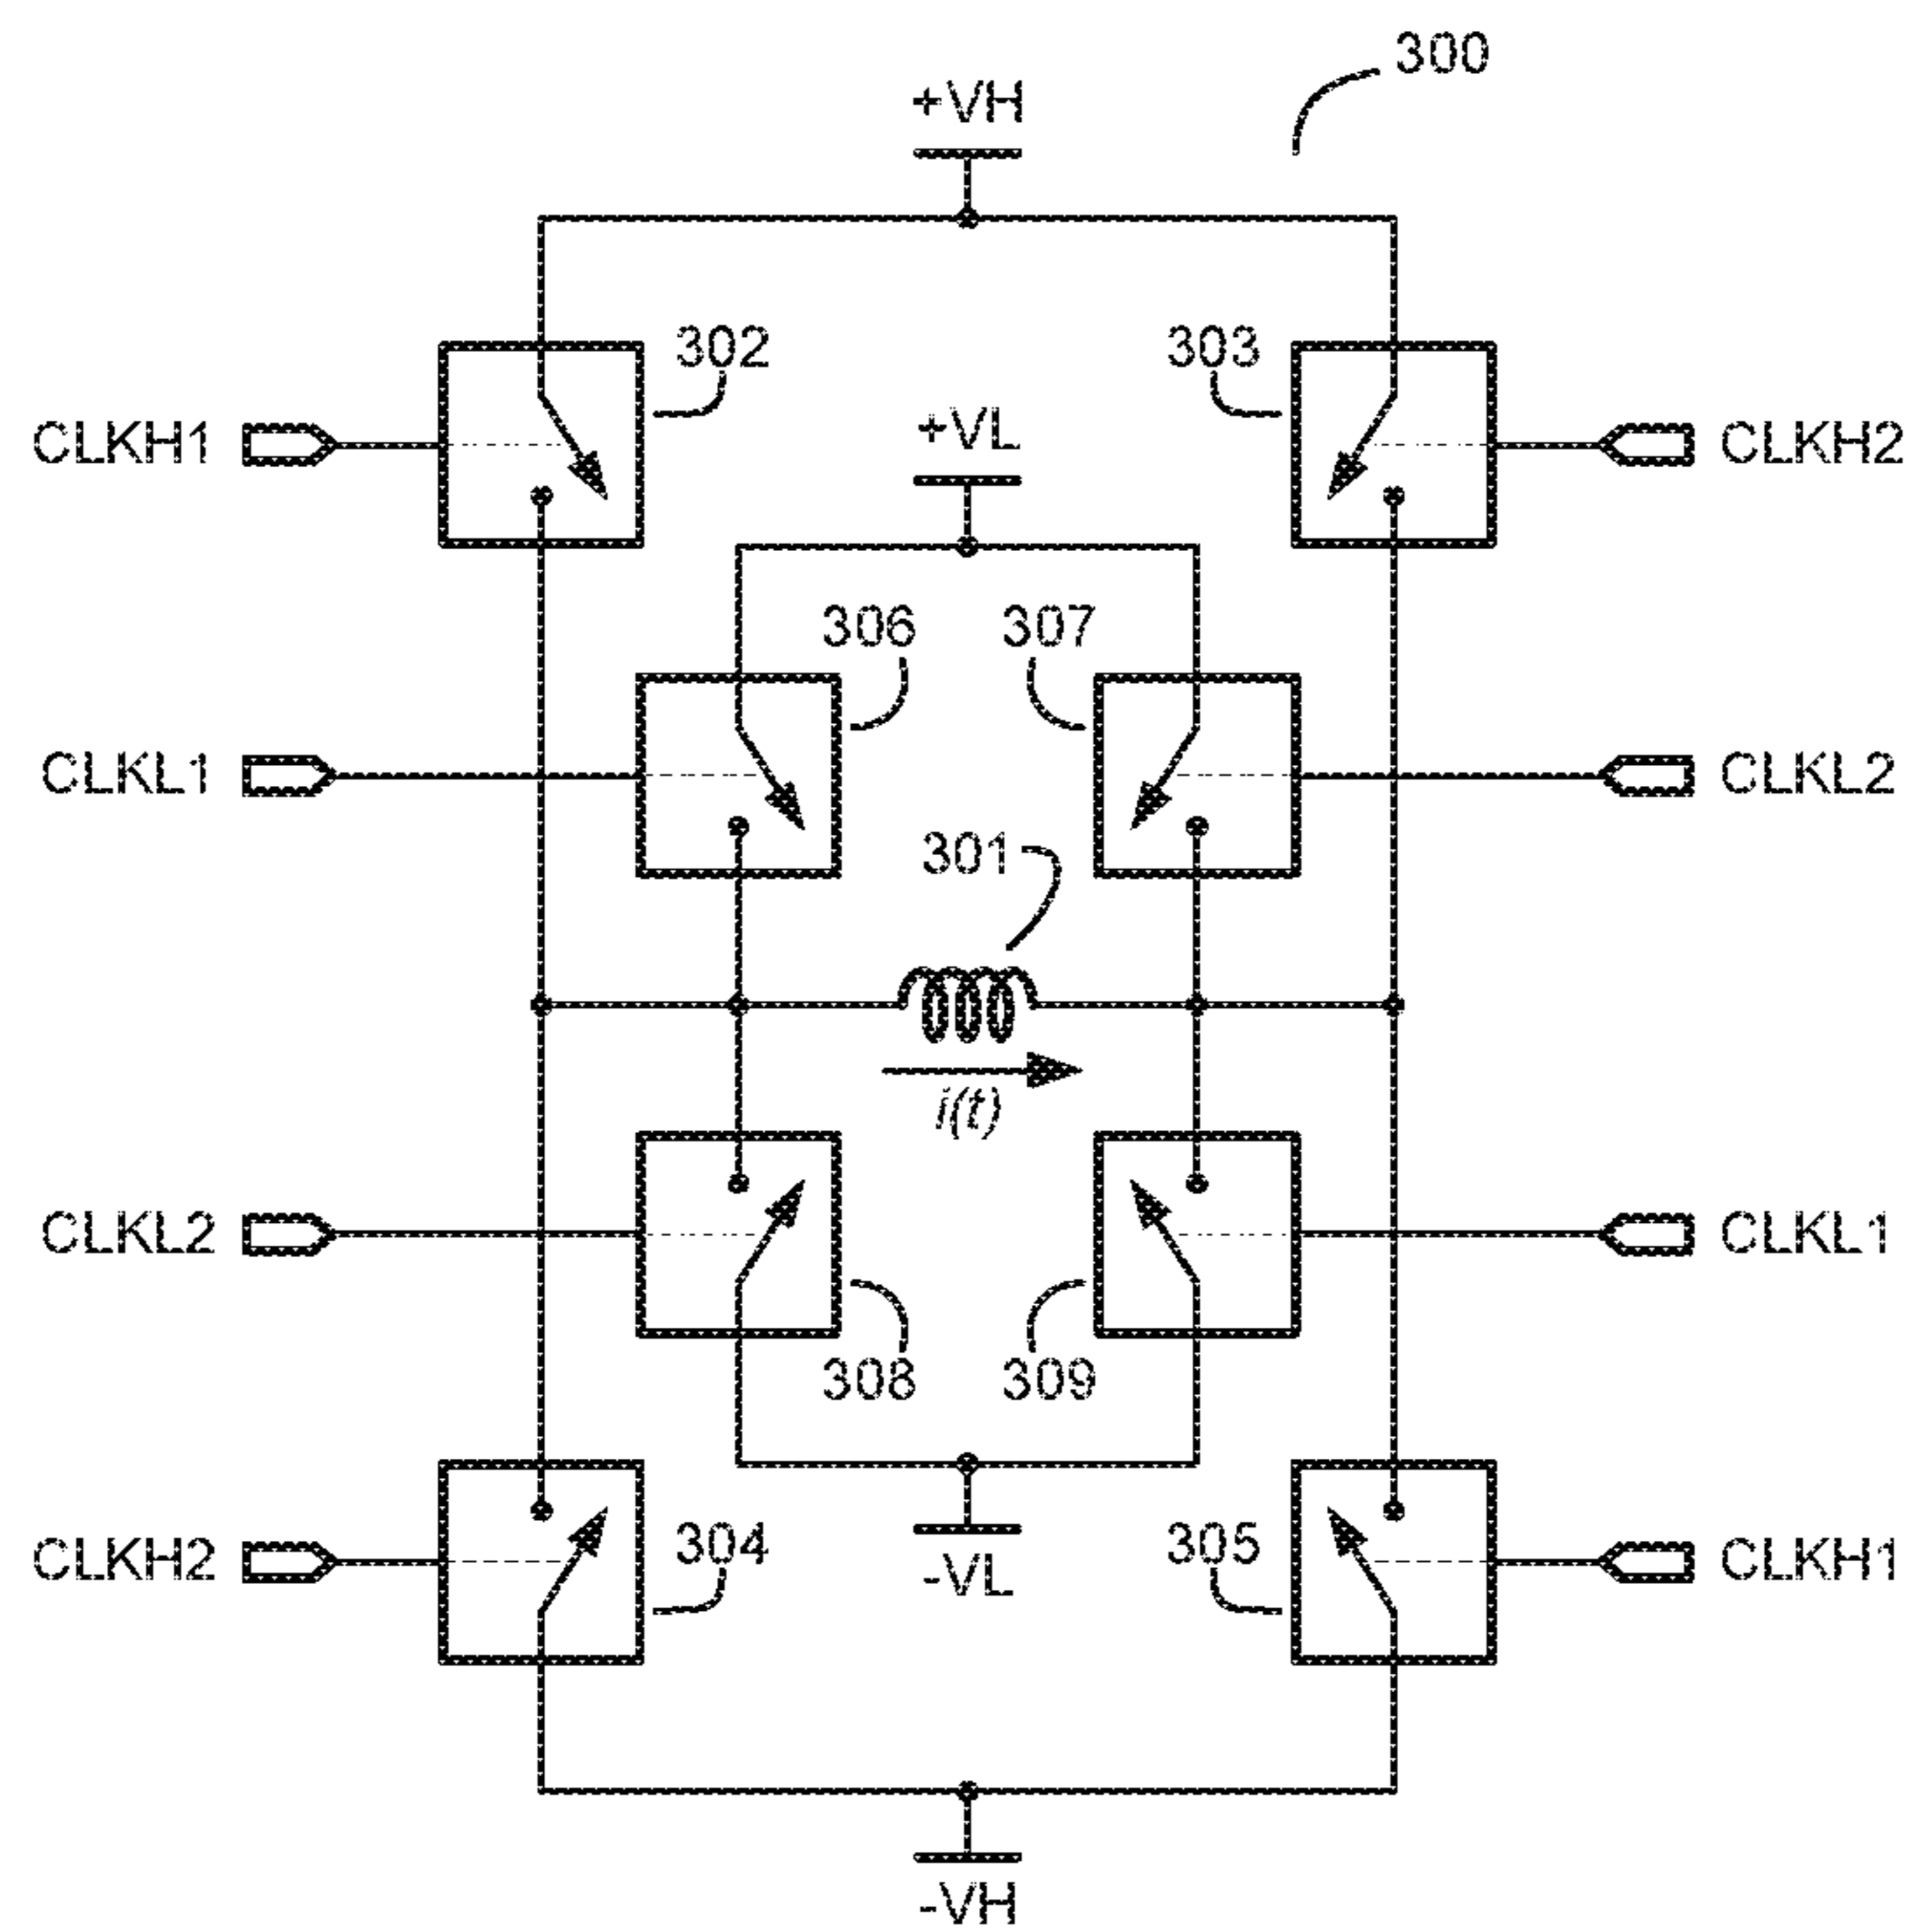 300
+VH
302
303
CLKH1
+VL
CLKH2
306
307
CLKL1
CLKL2
301
i(t)
CLKL2
CLKL1
308
309
304
305
CLKH2
-VL
CLKH1
-VH